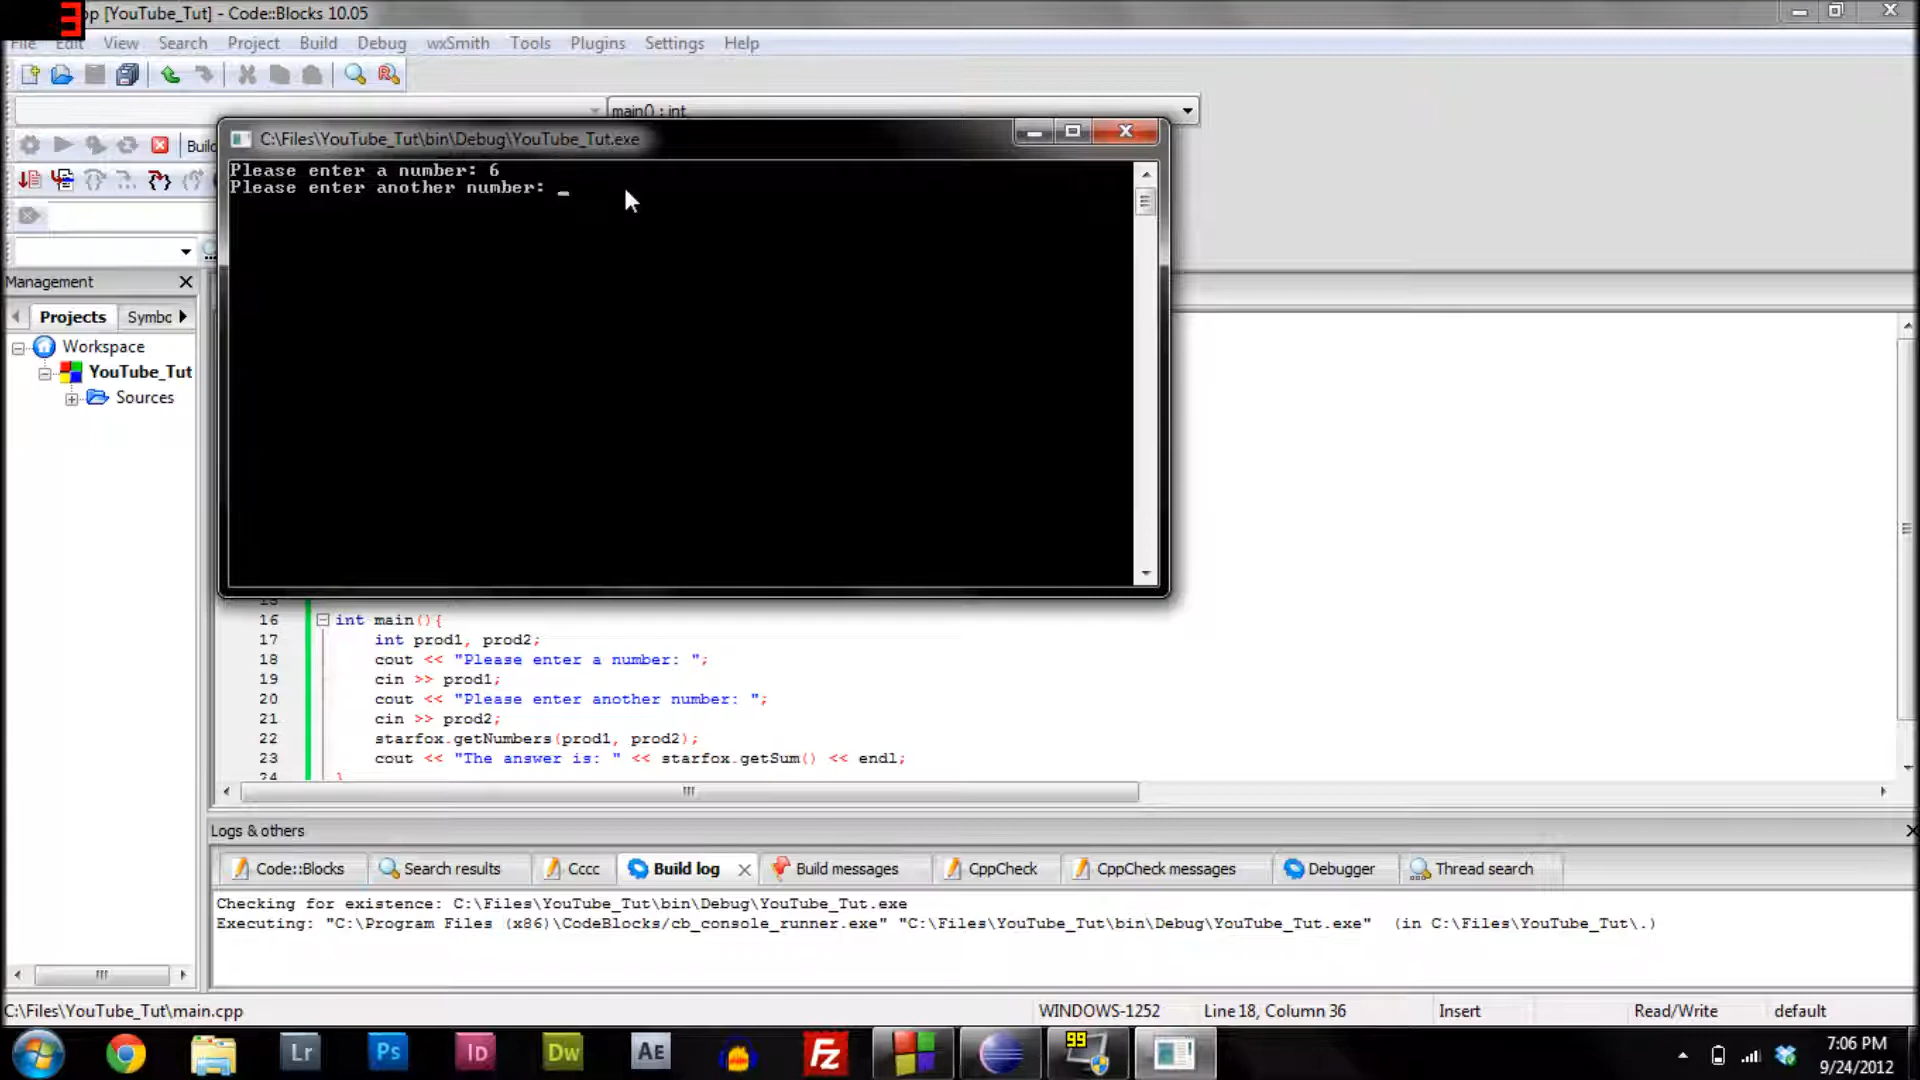 3
pp [YouTube_Tut] - Code::Blocks 10.05
File Edit View Search Project Build Debug wxSmith Tools Plugins Settings Help
main() : int
Build
C:\Files\YouTube_Tut\bin\Debug\YouTube_Tut.exe
Please enter a number: 6
Please enter another number: _
Management
Projects Symbc
Workspace
YouTube_Tut
Sources
15
16 int main(){
17 int prod1, prod2;
18 cout << "Please enter a number: ";
19 cin >> prod1;
20 cout << "Please enter another number: ";
21 cin >> prod2;
22 starfox.getNumbers(prod1, prod2);
23 cout << "The answer is: " << starfox.getSum() << endl;
24 }
Logs & others
Code::Blocks Search results Cccc Build log Build messages CppCheck CppCheck messages Debugger Thread search
Checking for existence: C:\Files\YouTube_Tut\bin\Debug\YouTube_Tut.exe
Executing: "C:\Program Files (x86)\CodeBlocks/cb_console_runner.exe" "C:\Files\YouTube_Tut\bin\Debug\YouTube_Tut.exe" (in C:\Files\YouTube_Tut\.)
C:\Files\YouTube_Tut\main.cpp WINDOWS-1252 Line 18, Column 36 Insert Read/Write default
Lr Ps Id Dw AE Fz 99
7:06 PM
9/24/2012